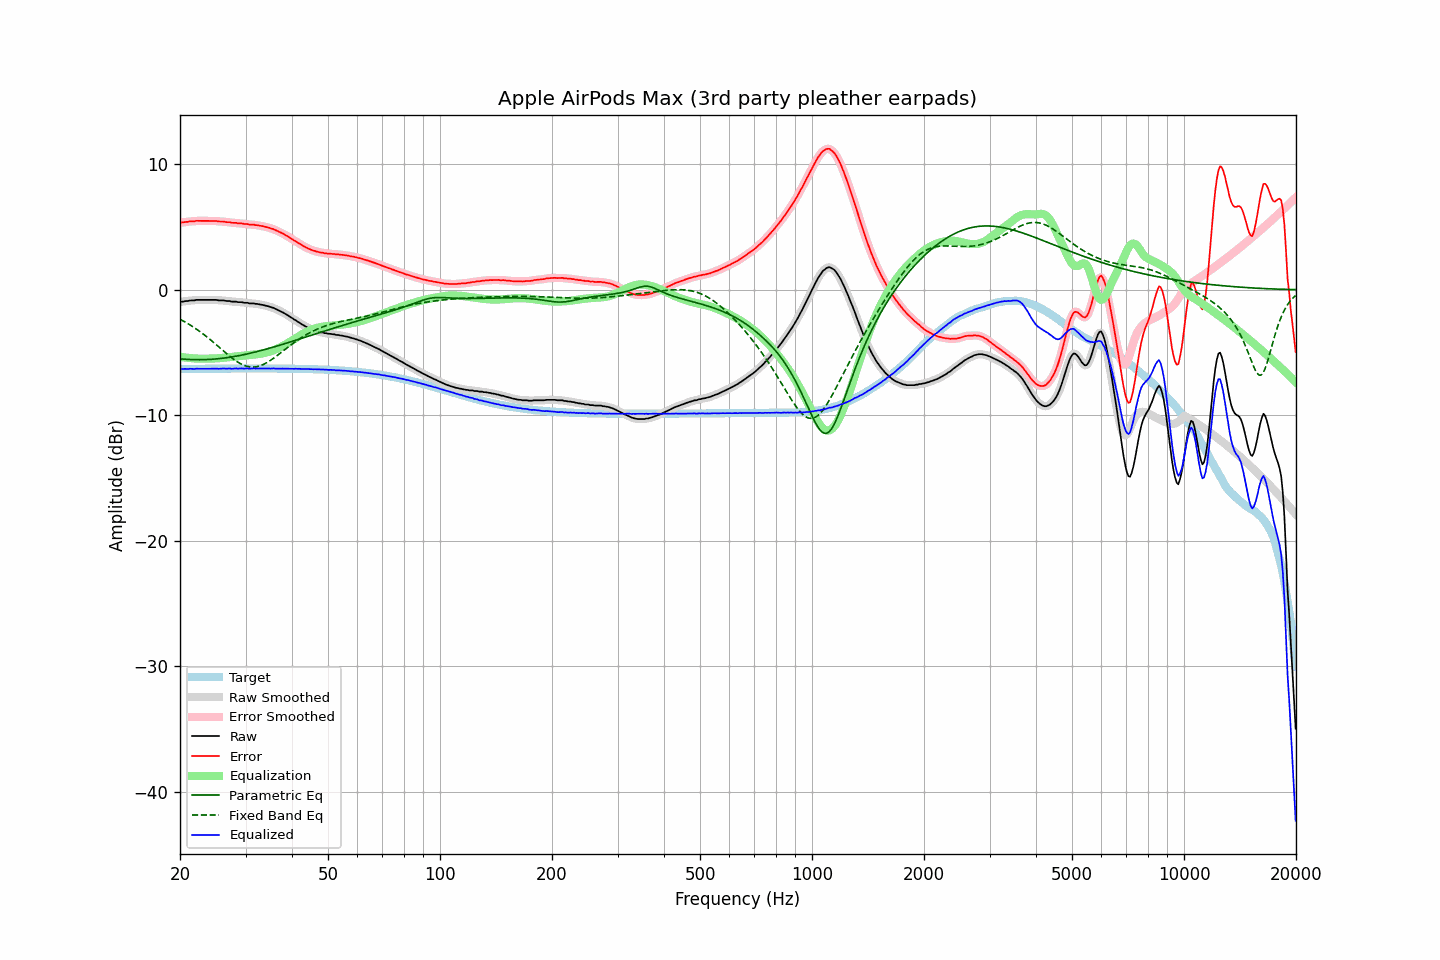 Apple AirPods Max (3rd party pleather earpads)
10
0
−10
−20
−30
−40
Amplitude (dBr)
Target
Raw Smoothed
Error Smoothed
Raw
Error
Equalization
Parametric Eq
Fixed Band Eq
Equalized
20 50 100 200 500 1000 2000 5000 10000 20000
Frequency (Hz)